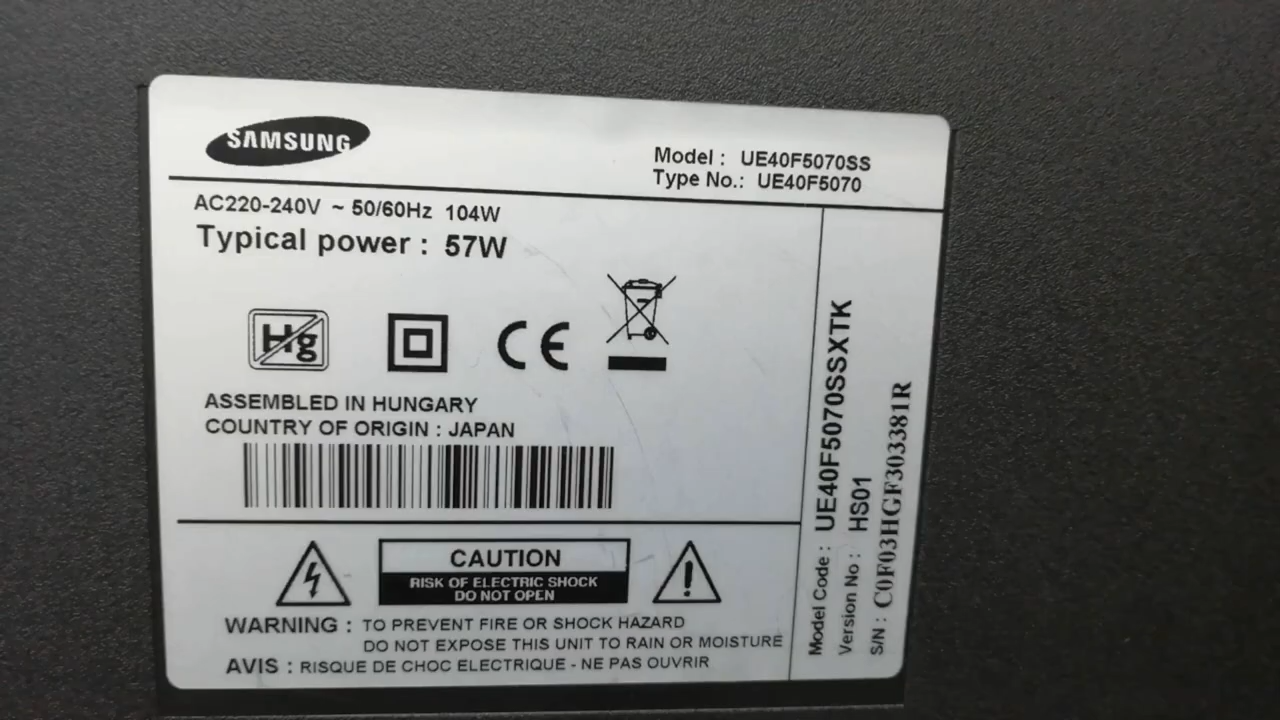 SAMSUNG
Model : UE40F5070SS
Type No.: UE40F5070
AC220-240V ~ 50/60Hz 104W
Typical power : 57W
Hg
CE
ASSEMBLED IN HUNGARY
COUNTRY OF ORIGIN : JAPAN
CAUTION
RISK OF ELECTRIC SHOCK
DO NOT OPEN
WARNING : TO PREVENT FIRE OR SHOCK HAZARD
DO NOT EXPOSE THIS UNIT TO RAIN OR MOISTURE
AVIS : RISQUE DE CHOC ELECTRIQUE - NE PAS OUVRIR
Model Code : UE40F5070SSXTK
Version No : HS01
S/N : C0F03HGF303381R